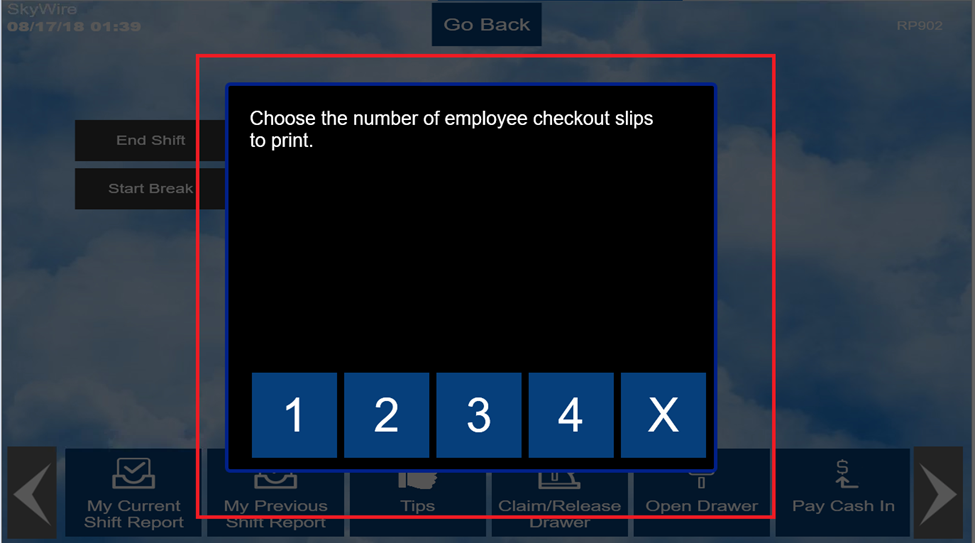 SkyWire
08/17/18 01:39
Go Back
RP902
Choose the number of employee checkout slips
to print.
End Shift
Start Break
1 2 3 4 X
My Current
Shift Report
My Previous
Shift Report
Tips
Claim/Release
Drawer
Open Drawer
Pay Cash In